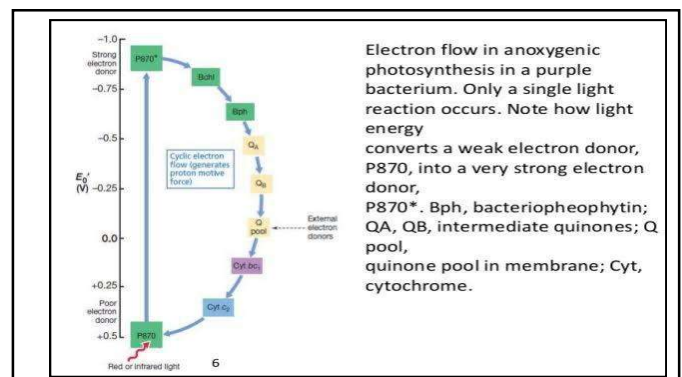 −1.0
Strong
electron
donor
P870*
Bchl
−0.75
Bph
−0.5
QA
Cyclic electron
flow (generates
proton motive
force)
E0′
(V) −0.25
QB
Q
pool
External
electron
donors
0.0
Cyt bc1
+0.25
Poor
electron
donor
Cyt c2
+0.5
P870
Red or infrared light
6
Electron flow in anoxygenic
photosynthesis in a purple
bacterium. Only a single light
reaction occurs. Note how light
energy
converts a weak electron donor,
P870, into a very strong electron
donor,
P870*. Bph, bacteriopheophytin;
QA, QB, intermediate quinones; Q
pool,
quinone pool in membrane; Cyt,
cytochrome.